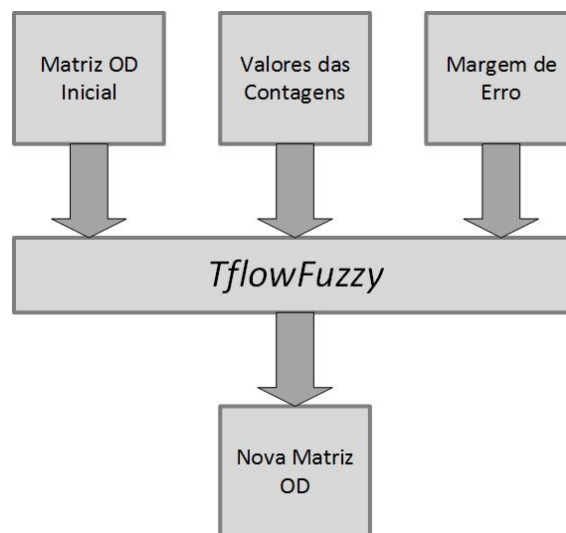 Matriz OD
Inicial
Valores das
Contagens
Margem de
Erro
TflowFuzzy
Nova Matriz
OD